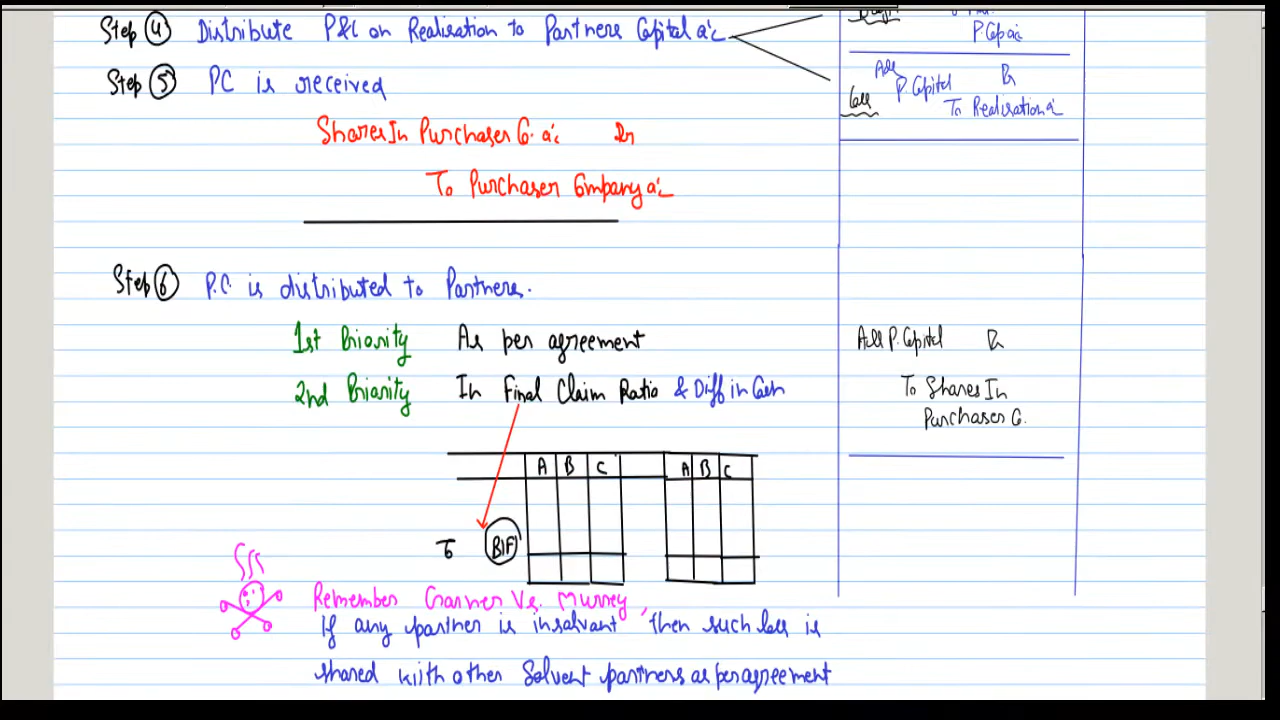 Step 4 Distribute P&L on Realisation to Partners Capital a/c
P Cap a/c
Step 5 PC is received
Loss All P. Capital Dr
To Realisation a/c
Shares In Purchaser Co. a/c Dr
To Purchaser Company a/c
Step 6 P.C. is distributed to Partners.
1st Priority As per agreement
2nd Priority In Final Claim Ratio & Diff in Cash
All P. Capital Dr
To Shares In
Purchaser Co.
A B C A B C
To B/F
Remember Garner Vs. Murrey,
If any partner is insolvant, then such loss is
shared with other Solvent partners as per agreement